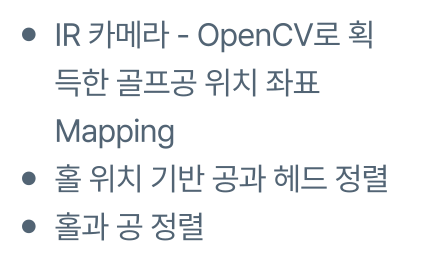 • IR 카메라 - OpenCV로 획
득한 골프공 위치 좌표
Mapping
• 홀 위치 기반 공과 헤드 정렬
• 홀과 공 정렬